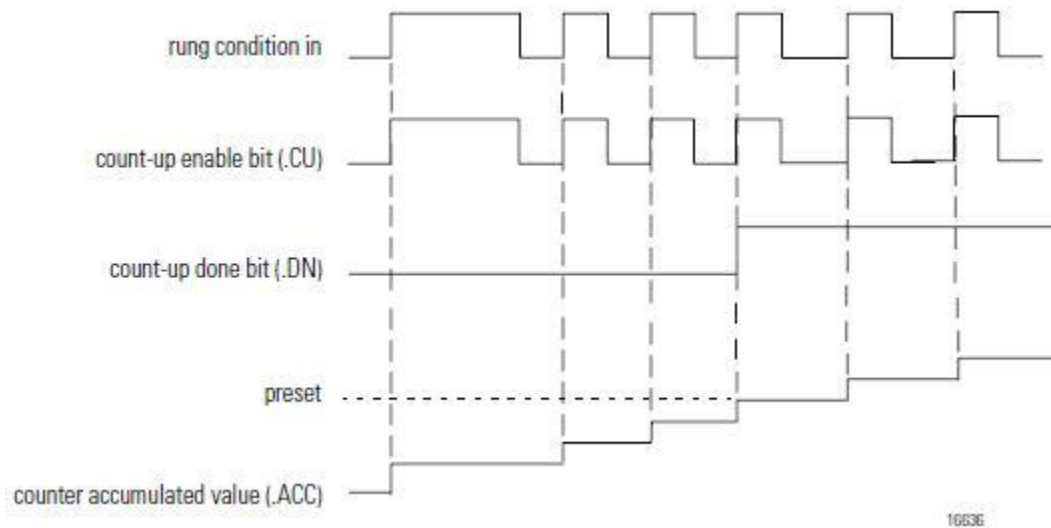 rung condition in
count-up enable bit (.CU)
count-up done bit (.DN)
preset
counter accumulated value (.ACC)
16636